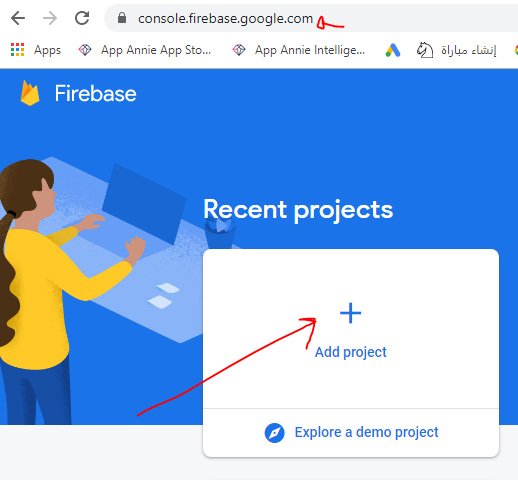 console.firebase.google.com
Apps
App Annie App Sto...
App Annie Intellige...
إنشاء مباراة
Firebase
Recent projects
Add project
Explore a demo project